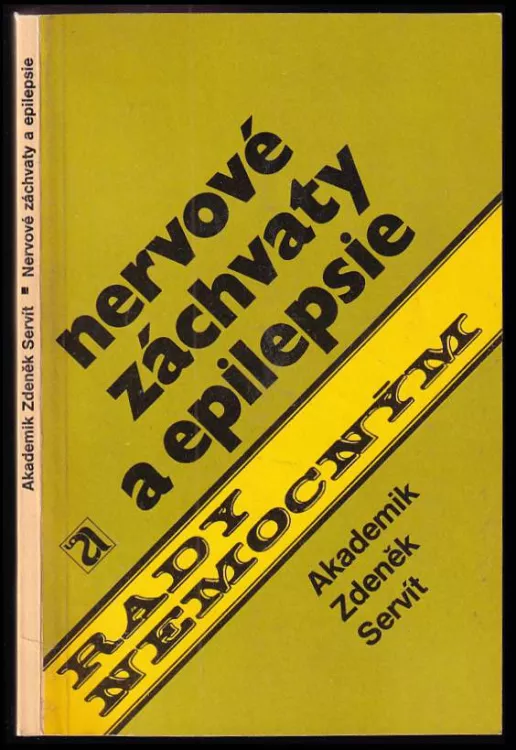 Akademik Zdeněk Servít ■ Nervové záchvaty a epilepsie
nervové
záchvaty
a epilepsie
RADY
NEMOCNÝM
Akademik
Zdeněk
Servít